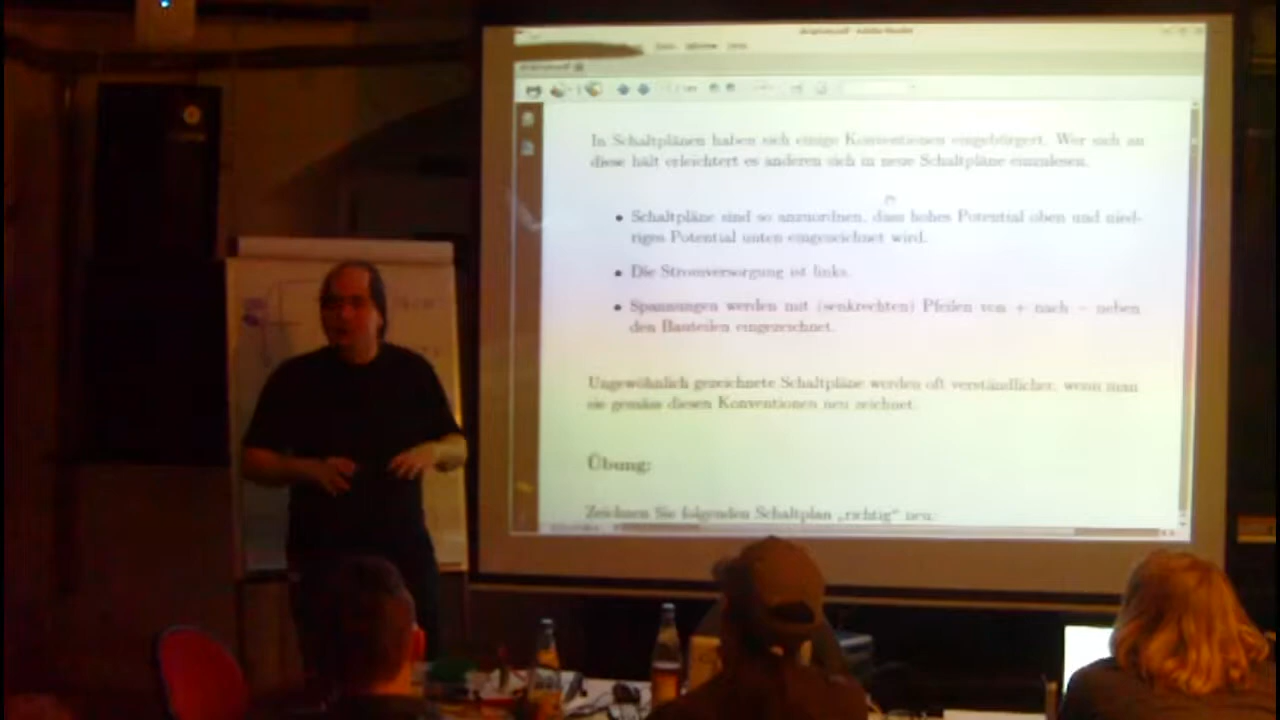 In Schaltplänen haben sich einige Konventionen eingebürgert. Wer sich an
diese hält erleichtert es anderen sich in neue Schaltpläne einzulesen.
• Schaltpläne sind so anzuordnen, dass hohes Potential oben und nied-
riges Potential unten eingezeichnet wird.
• Die Stromversorgung ist links.
• Spannungen werden mit (senkrechten) Pfeilen von + nach − neben
den Bauteilen eingezeichnet.
Ungewöhnlich gezeichnete Schaltpläne werden oft verständlicher, wenn man
sie gemäss diesen Konventionen neu zeichnet.
Übung:
Zeichnen Sie folgenden Schaltplan „richtig“ neu: